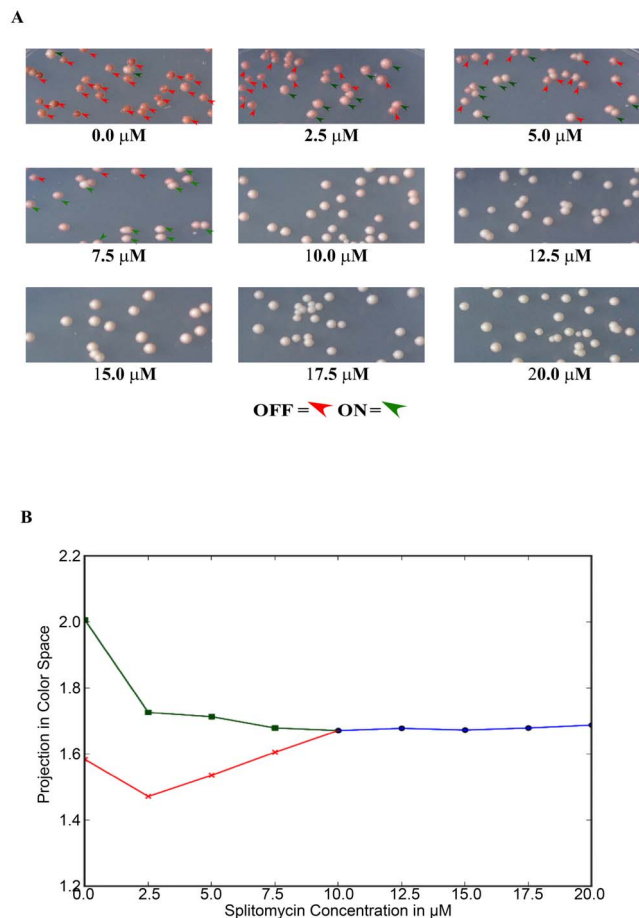 A
0.0 μM 2.5 μM 5.0 μM
7.5 μM 10.0 μM 12.5 μM
15.0 μM 17.5 μM 20.0 μM
OFF = ON=
B
2.2
2.0
1.8
1.6
1.4
1.2
Projection in Color Space
0.0 2.5 5.0 7.5 10.0 12.5 15.0 17.5 20.0
Splitomycin Concentration in μM